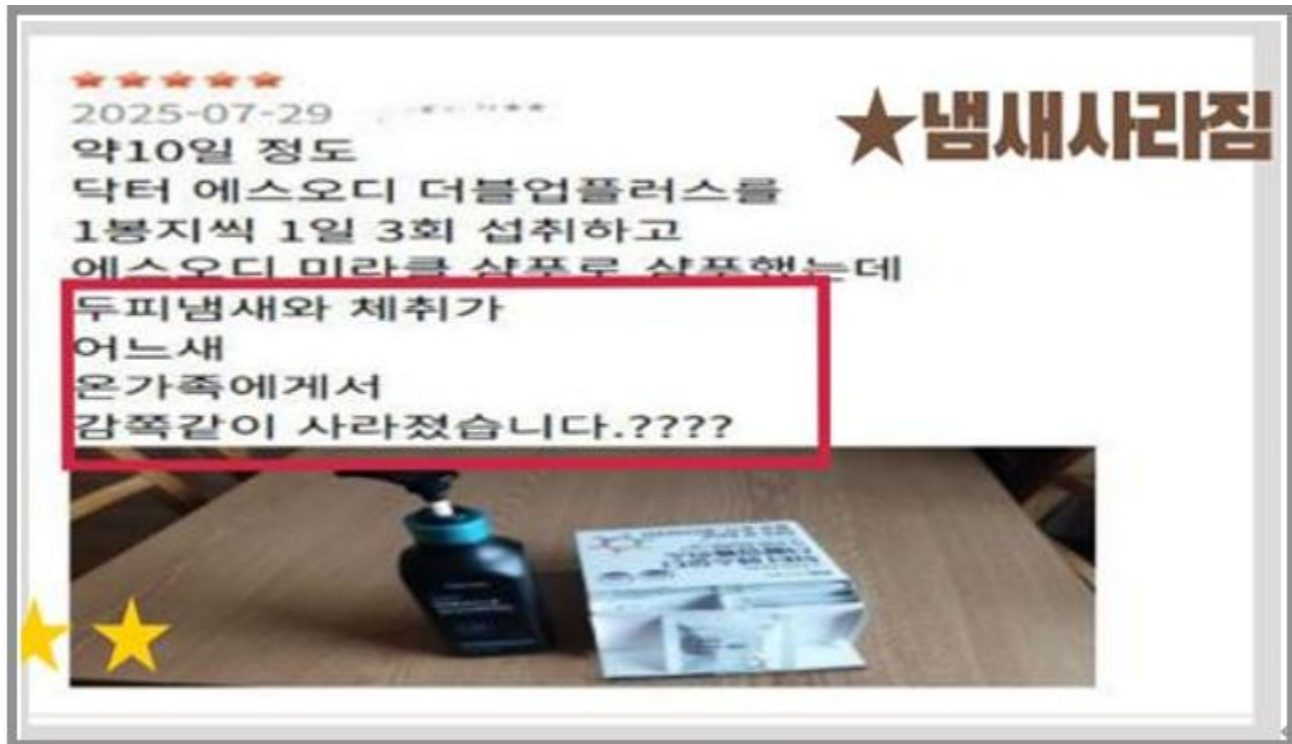 2025-07-29
★냄새사라짐
약10일 정도
닥터 에스오디 더블업플러스를
1봉지씩 1일 3회 섭취하고
에스오디 미라클 샴푸로 샴푸했는데
두피냄새와 체취가
어느새
온가족에게서
감쪽같이 사라졌습니다.????